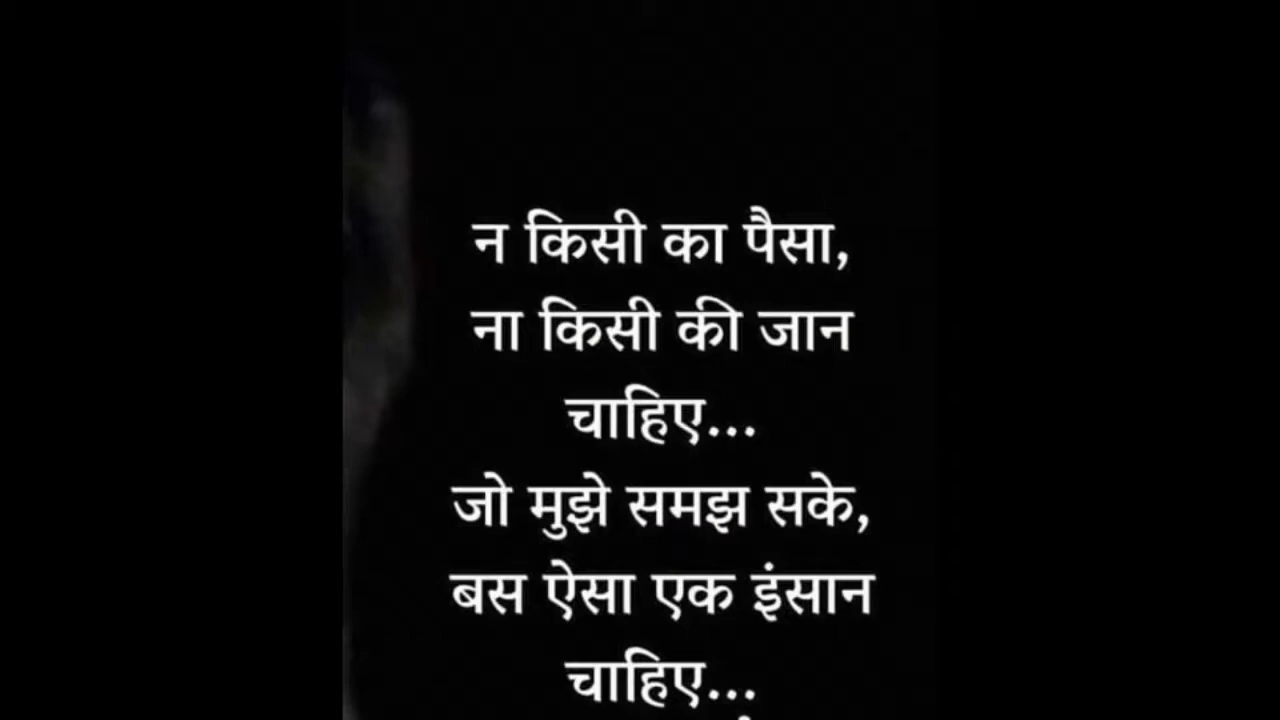 न किसी का पैसा,
ना किसी की जान
चाहिए...
जो मुझे समझ सके,
बस ऐसा एक इंसान
चाहिए...